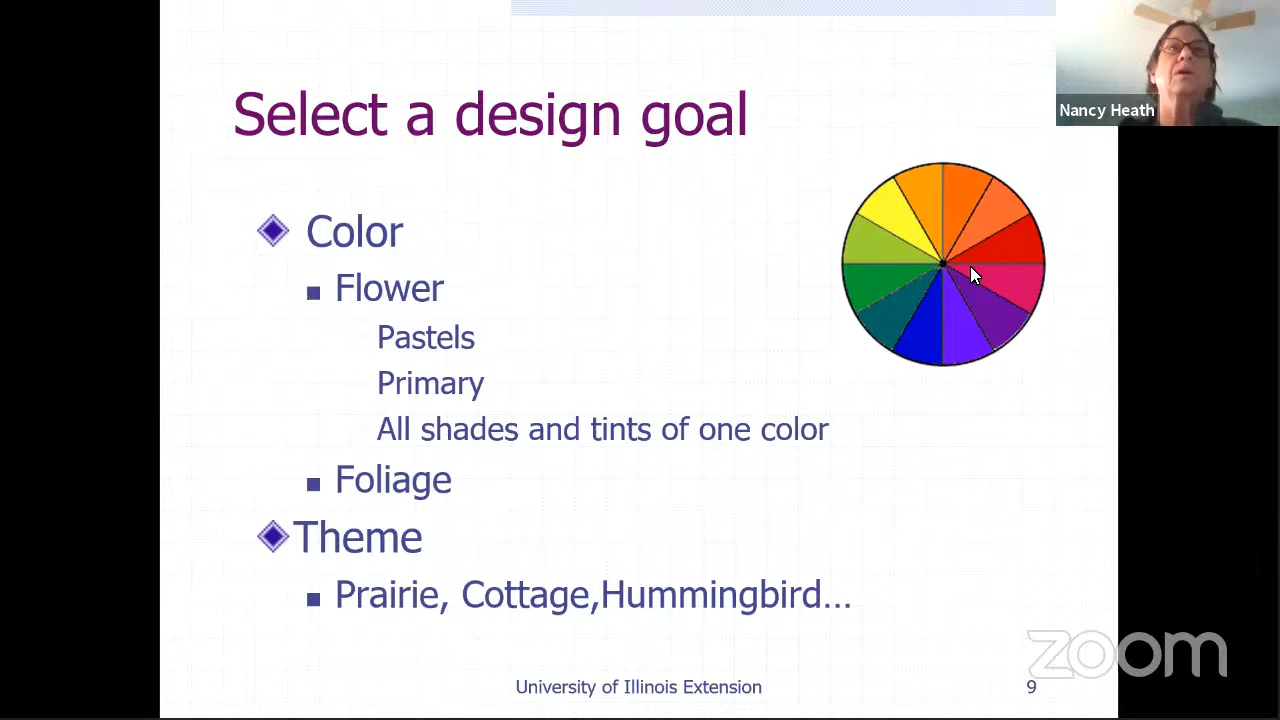 Select a design goal
Nancy Heath
Color
Flower
Pastels
Primary
All shades and tints of one color
Foliage
Theme
Prairie, Cottage,Hummingbird...
zoom
University of Illinois Extension
9